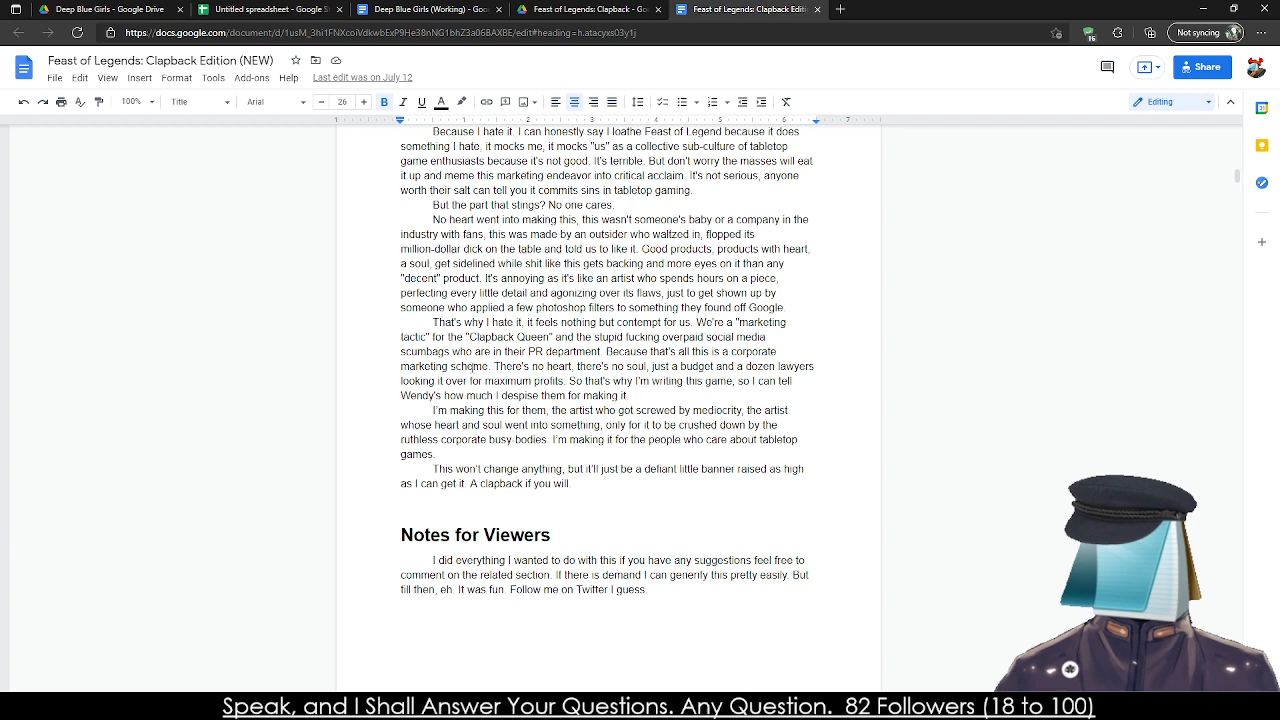 Deep Blue Girls - Google Drive
Untitled spreadsheet - Google S
Deep Blue Girls (Working) - Goo
Feast of Legends: Clapback - Go
Feast of Legends: Clapback Editi
https://docs.google.com/document/d/1usM_3hi1FNXcoiVdkwbExP9He38nNG1bhZ3a06BAXBE/edit#heading=h.atacyxs03y1j
15
Not syncing
Feast of Legends: Clapback Edition (NEW)
File Edit View Insert Format Tools Add-ons Help Last edit was on July 12
Share
100% Title Arial - 26 + B I U A
Editing
1 1 2 3 4 5 6 7
Because I hate it. I can honestly say I loathe Feast of Legend because it does
something I hate, it mocks me, it mocks "us" as a collective sub-culture of tabletop
game enthusiasts because it's not good. It's terrible. But don't worry the masses will eat
it up and meme this marketing endeavor into critical acclaim. It's not serious, anyone
worth their salt can tell you it commits sins in tabletop gaming.
But the part that stings? No one cares.
No heart went into making this, this wasn't someone's baby or a company in the
industry with fans, this was made by an outsider who waltzed in, flopped its
million-dollar dick on the table and told us to like it. Good products, products with heart,
a soul, get sidelined while shit like this gets backing and more eyes on it than any
"decent" product. It's annoying as it's like an artist who spends hours on a piece,
perfecting every little detail and agonizing over its flaws, just to get shown up by
someone who applied a few photoshop filters to something they found off Google.
That's why I hate it, it feels nothing but contempt for us. We're a "marketing
tactic" for the "Clapback Queen" and the stupid fucking overpaid social media
scumbags who are in their PR department. Because that's all this is a corporate
marketing scheme. There's no heart, there's no soul, just a budget and a dozen lawyers
looking it over for maximum profits. So that's why I'm writing this game, so I can tell
Wendy's how much I despise them for making it.
I'm making this for them, the artist who got screwed by mediocrity, the artist
whose heart and soul went into something, only for it to be crushed down by the
ruthless corporate busy-bodies. I'm making it for the people who care about tabletop
games.
This won't change anything, but it'll just be a defiant little banner raised as high
as I can get it. A clapback if you will.
Notes for Viewers
I did everything I wanted to do with this if you have any suggestions feel free to
comment on the related section. If there is demand I can generify this pretty easily. But
till then, eh. It was fun. Follow me on Twitter I guess.
Speak, and I Shall Answer Your Questions. Any Question. 82 Followers (18 to 100)